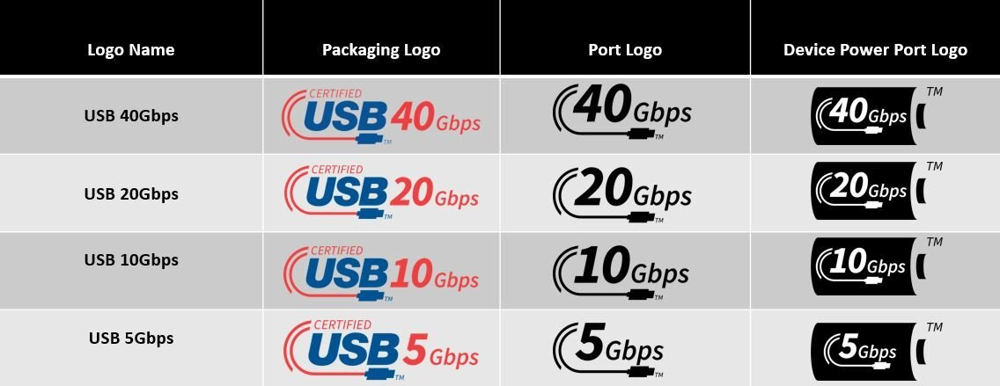 Logo Name Packaging Logo Port Logo Device Power Port Logo
USB 40Gbps CERTIFIED USB 40 Gbps TM 40 Gbps TM 40 Gbps TM
USB 20Gbps CERTIFIED USB 20 Gbps TM 20 Gbps TM 20 Gbps TM
USB 10Gbps CERTIFIED USB 10 Gbps TM 10 Gbps TM 10 Gbps TM
USB 5Gbps CERTIFIED USB 5 Gbps TM 5 Gbps TM 5 Gbps TM